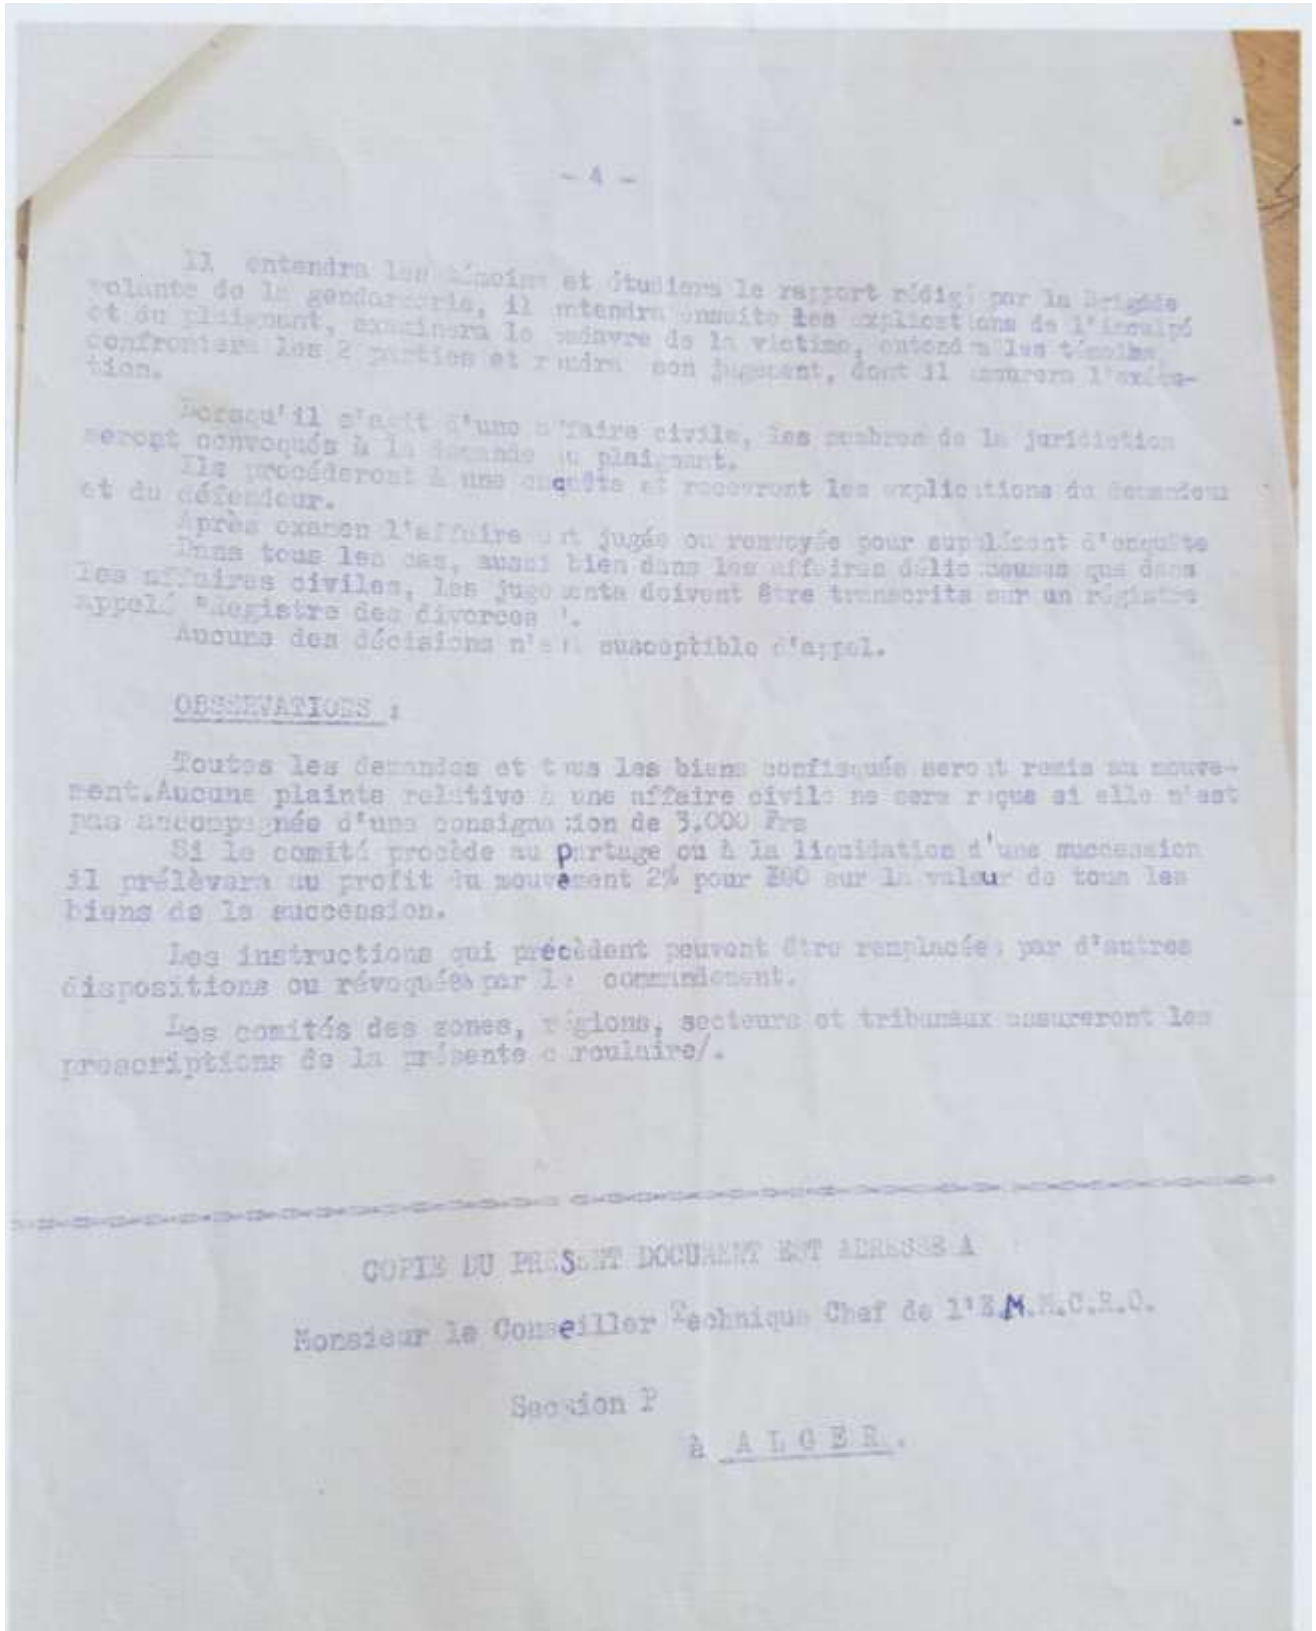 - 4 -
Il entendra les témoins et étudiera le rapport rédigé par la Brigade
volante de la gendarmerie, il entendra ensuite les explications de l'inculpé
et du plaignant, examinera le cadavre de la victime, entendra les témoins,
confrontera les 2 parties et rendra son jugement, dont il assurera l'exécu-
tion.
Lorsqu'il s'agit d'une affaire civile, les membres de la juridiction
seront convoqués à la demande du plaignant.
Ils procéderont à une enquête et recevront les explications du demandeur
et du défendeur.
Après examen l'affaire est jugée ou renvoyée pour supplément d'enquête
Dans tous les cas, aussi bien dans les affaires délictueuses que dans
les affaires civiles, les jugements doivent être transcrits sur un régistre
appelé "Registre des divorces ".
Aucune des décisions n'est susceptible d'appel.
OBSERVATIONS :
Toutes les demandes et tous les biens confisqués seront remis au mouve-
ment.Aucune plainte relative à une affaire civile ne sera reçue si elle n'est
pas accompagnée d'une consignation de 3.000 Frs
Si le comité procède au partage ou à la liquidation d'une succession
il prélèvera au profit du mouvement 2% pour sur la valeur de tous les
biens de la succession.
Les instructions qui précèdent peuvent être remplacées par d'autres
dispositions ou révoquées par le commandement.
Les comités des zones, régions, secteurs et tribunaux assureront les
prescriptions de la présente circulaire/.
COPIE DU PRESENT DOCUMENT EST ADRESSE A
Monsieur le Conseiller Technique Chef de l'E.M.M.C.R.O.
Section P
à ALGER.